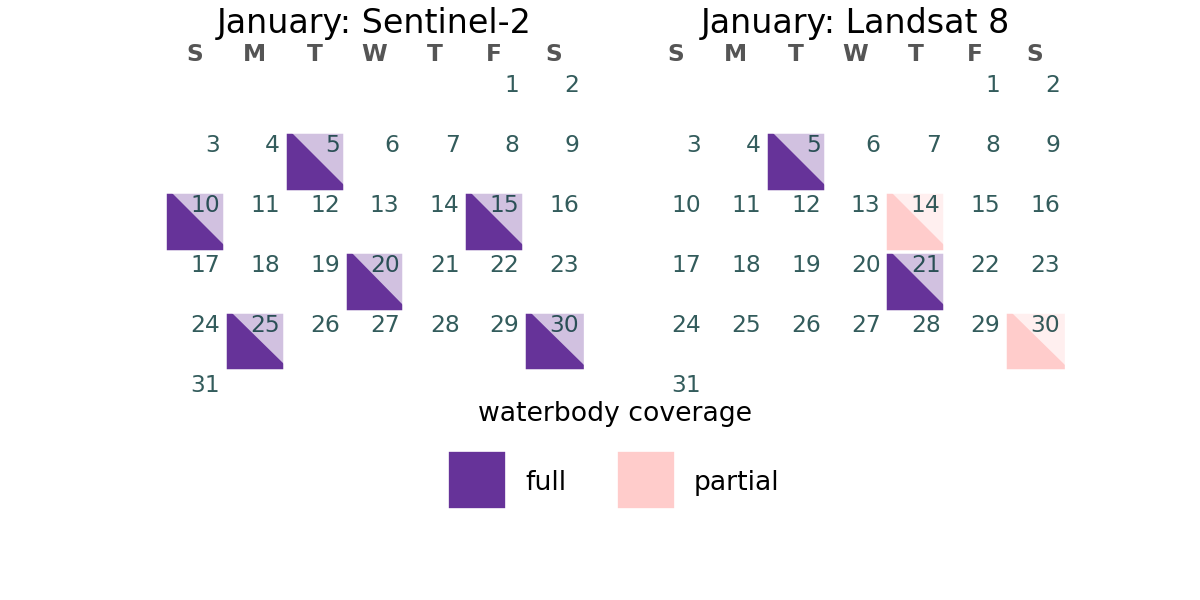 January: Sentinel-2
S M T W T F S
1 2
3 4 5 6 7 8 9
10 11 12 13 14 15 16
17 18 19 20 21 22 23
24 25 26 27 28 29 30
31
January: Landsat 8
S M T W T F S
1 2
3 4 5 6 7 8 9
10 11 12 13 14 15 16
17 18 19 20 21 22 23
24 25 26 27 28 29 30
31
waterbody coverage
full partial